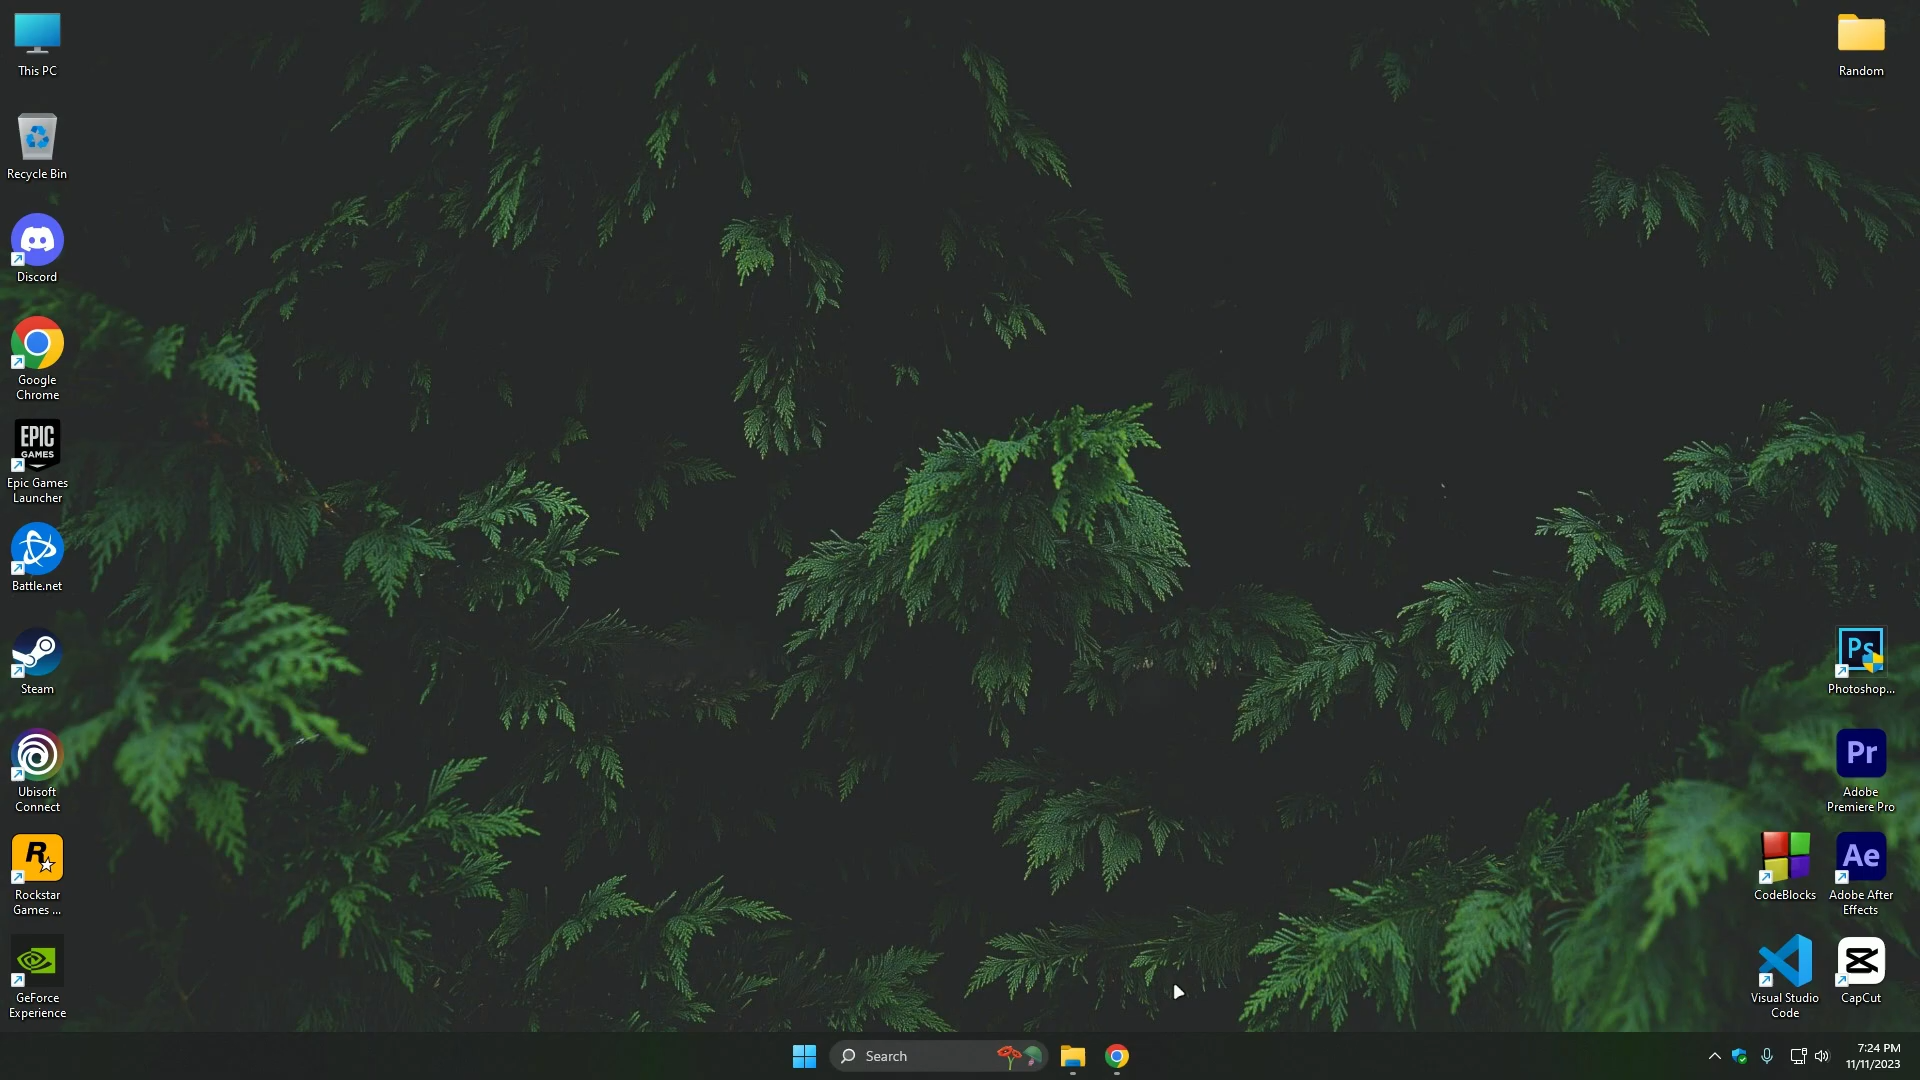 This PC
Recycle Bin
Discord
Google
Chrome
EPIC
GAMES
Epic Games
Launcher
Battle.net
Steam
Ubisoft
Connect
R
Rockstar
Games ...
GeForce
Experience
Random
Ps
Photoshop...
Pr
Adobe
Premiere Pro
CodeBlocks
Ae
Adobe After
Effects
Visual Studio
Code
CapCut
Search
7:24 PM
11/11/2023